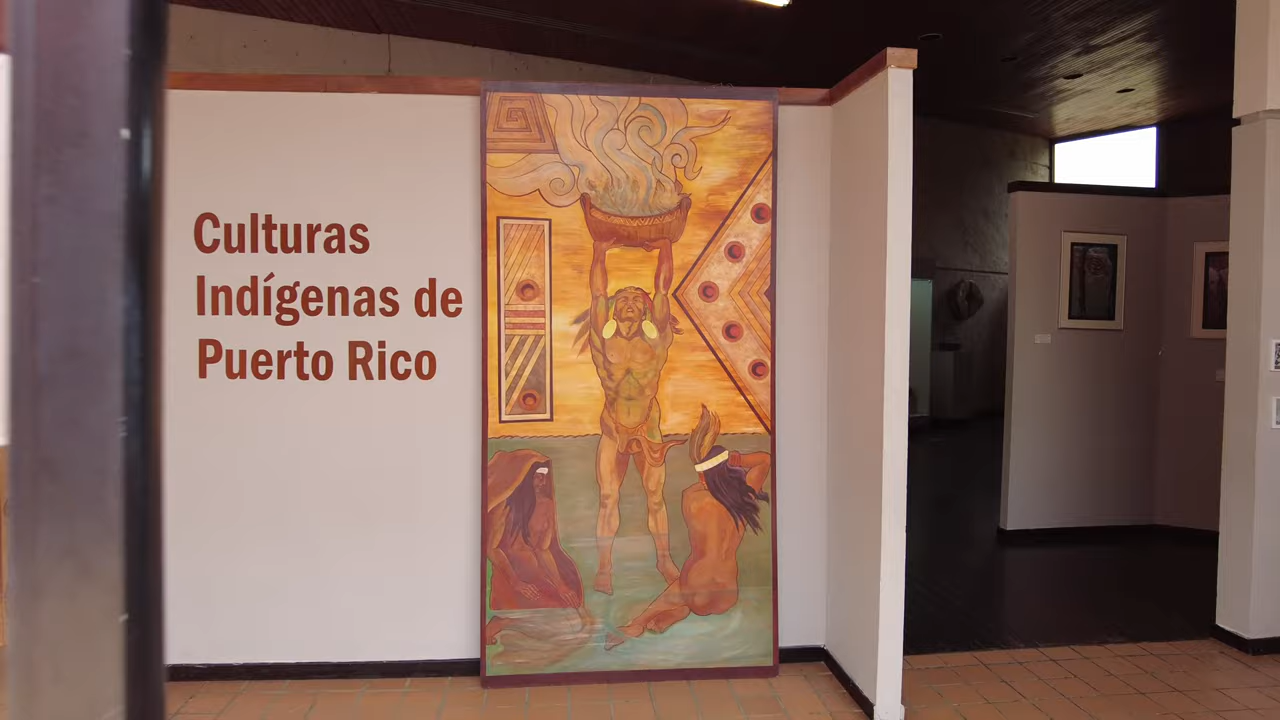 Culturas
Indígenas de
Puerto Rico